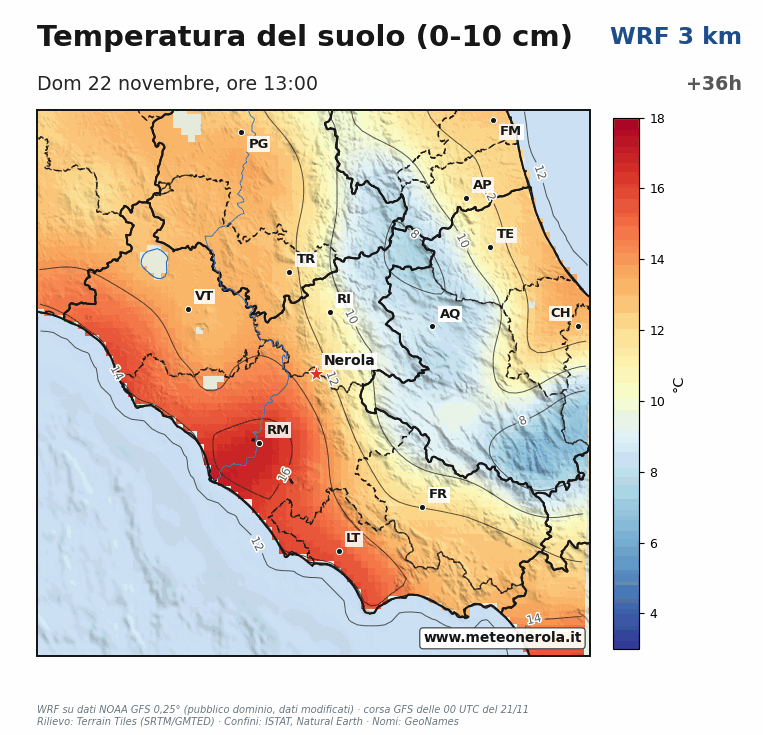 Temperatura del suolo (0-10 cm)
WRF 3 km
Dom 22 novembre, ore 13:00
+36h
FM
PG
AP
TE
TR
VT
RI
AQ
CH
Nerola
RM
FR
LT
12
12
8
10
10
12
14
8
16
12
14
18
16
14
12
10
8
6
4
°C
www.meteonerola.it
WRF su dati NOAA GFS 0,25° (pubblico dominio, dati modificati) · corsa GFS delle 00 UTC del 21/11
Rilievo: Terrain Tiles (SRTM/GMTED) · Confini: ISTAT, Natural Earth · Nomi: GeoNames